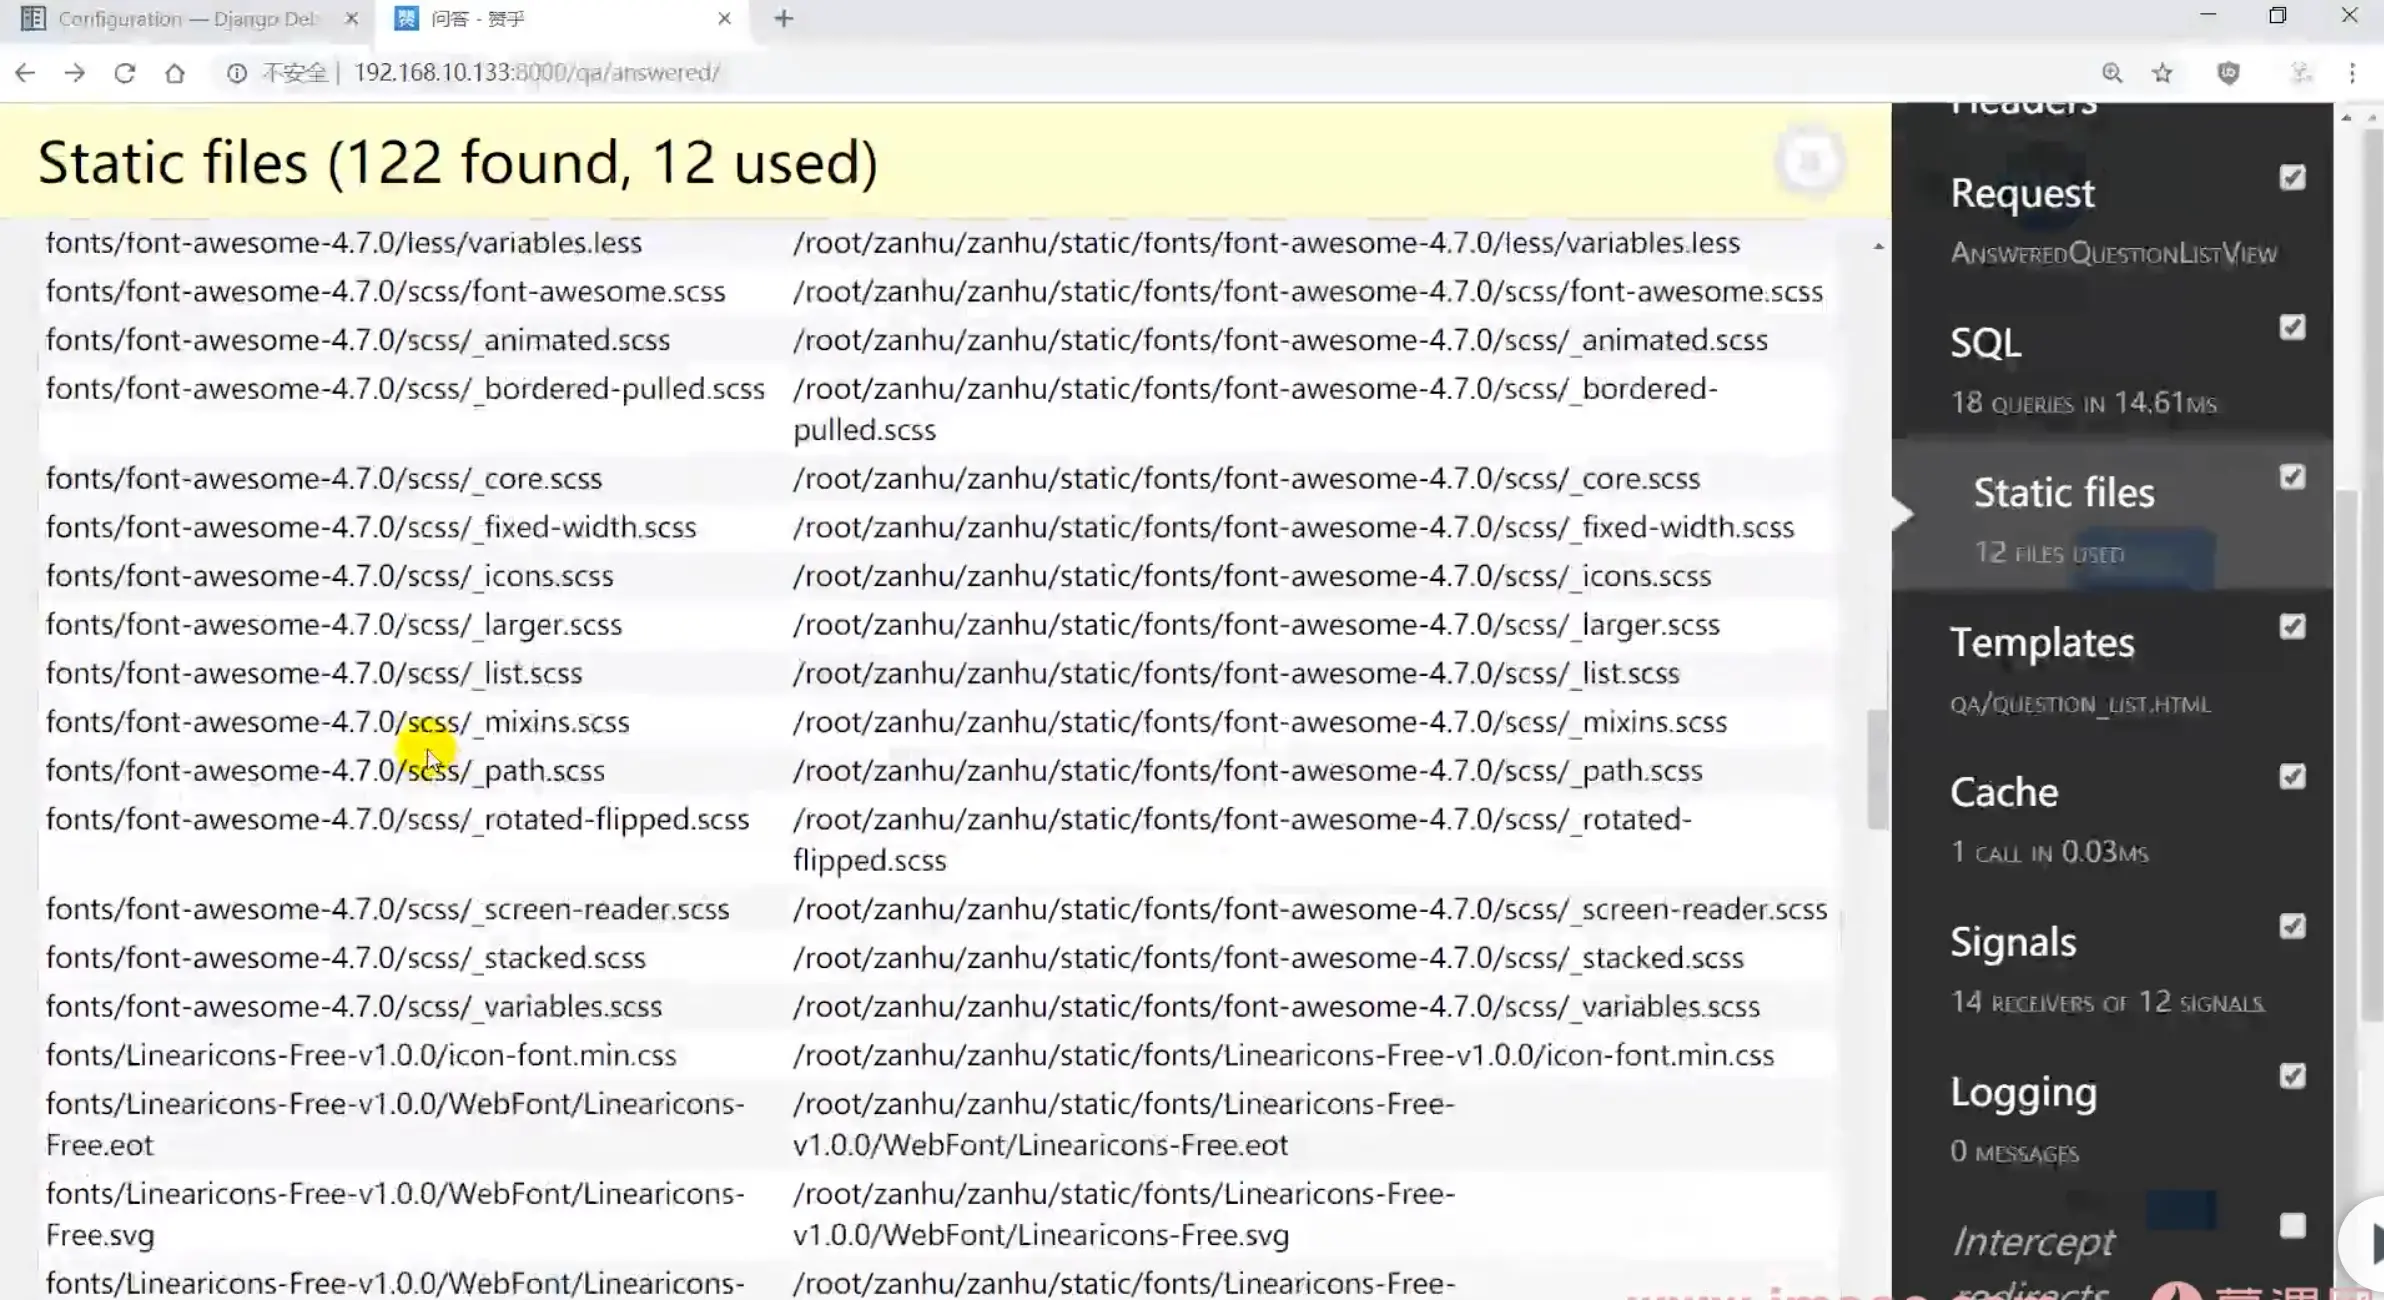 Configuration — Django Deb
问答 - 赞乎
不安全 | 192.168.10.133:8000/qa/answered/
Static files (122 found, 12 used)
fonts/font-awesome-4.7.0/less/variables.less /root/zanhu/zanhu/static/fonts/font-awesome-4.7.0/less/variables.less
fonts/font-awesome-4.7.0/scss/font-awesome.scss /root/zanhu/zanhu/static/fonts/font-awesome-4.7.0/scss/font-awesome.scss
fonts/font-awesome-4.7.0/scss/_animated.scss /root/zanhu/zanhu/static/fonts/font-awesome-4.7.0/scss/_animated.scss
fonts/font-awesome-4.7.0/scss/_bordered-pulled.scss /root/zanhu/zanhu/static/fonts/font-awesome-4.7.0/scss/_bordered-
pulled.scss
fonts/font-awesome-4.7.0/scss/_core.scss /root/zanhu/zanhu/static/fonts/font-awesome-4.7.0/scss/_core.scss
fonts/font-awesome-4.7.0/scss/_fixed-width.scss /root/zanhu/zanhu/static/fonts/font-awesome-4.7.0/scss/_fixed-width.scss
fonts/font-awesome-4.7.0/scss/_icons.scss /root/zanhu/zanhu/static/fonts/font-awesome-4.7.0/scss/_icons.scss
fonts/font-awesome-4.7.0/scss/_larger.scss /root/zanhu/zanhu/static/fonts/font-awesome-4.7.0/scss/_larger.scss
fonts/font-awesome-4.7.0/scss/_list.scss /root/zanhu/zanhu/static/fonts/font-awesome-4.7.0/scss/_list.scss
fonts/font-awesome-4.7.0/scss/_mixins.scss /root/zanhu/zanhu/static/fonts/font-awesome-4.7.0/scss/_mixins.scss
fonts/font-awesome-4.7.0/scss/_path.scss /root/zanhu/zanhu/static/fonts/font-awesome-4.7.0/scss/_path.scss
fonts/font-awesome-4.7.0/scss/_rotated-flipped.scss /root/zanhu/zanhu/static/fonts/font-awesome-4.7.0/scss/_rotated-
flipped.scss
fonts/font-awesome-4.7.0/scss/_screen-reader.scss /root/zanhu/zanhu/static/fonts/font-awesome-4.7.0/scss/_screen-reader.scss
fonts/font-awesome-4.7.0/scss/_stacked.scss /root/zanhu/zanhu/static/fonts/font-awesome-4.7.0/scss/_stacked.scss
fonts/font-awesome-4.7.0/scss/_variables.scss /root/zanhu/zanhu/static/fonts/font-awesome-4.7.0/scss/_variables.scss
fonts/Linearicons-Free-v1.0.0/icon-font.min.css /root/zanhu/zanhu/static/fonts/Linearicons-Free-v1.0.0/icon-font.min.css
fonts/Linearicons-Free-v1.0.0/WebFont/Linearicons- /root/zanhu/zanhu/static/fonts/Linearicons-Free-
Free.eot v1.0.0/WebFont/Linearicons-Free.eot
fonts/Linearicons-Free-v1.0.0/WebFont/Linearicons- /root/zanhu/zanhu/static/fonts/Linearicons-Free-
Free.svg v1.0.0/WebFont/Linearicons-Free.svg
fonts/Linearicons-Free-v1.0.0/WebFont/Linearicons- /root/zanhu/zanhu/static/fonts/Linearicons-Free-
Headers
Request
AnsweredQuestionListView
SQL
18 queries in 14.61ms
Static files
12 files used
Templates
qa/question_list.html
Cache
1 call in 0.03ms
Signals
14 receivers of 12 signals
Logging
0 messages
Intercept
redirects